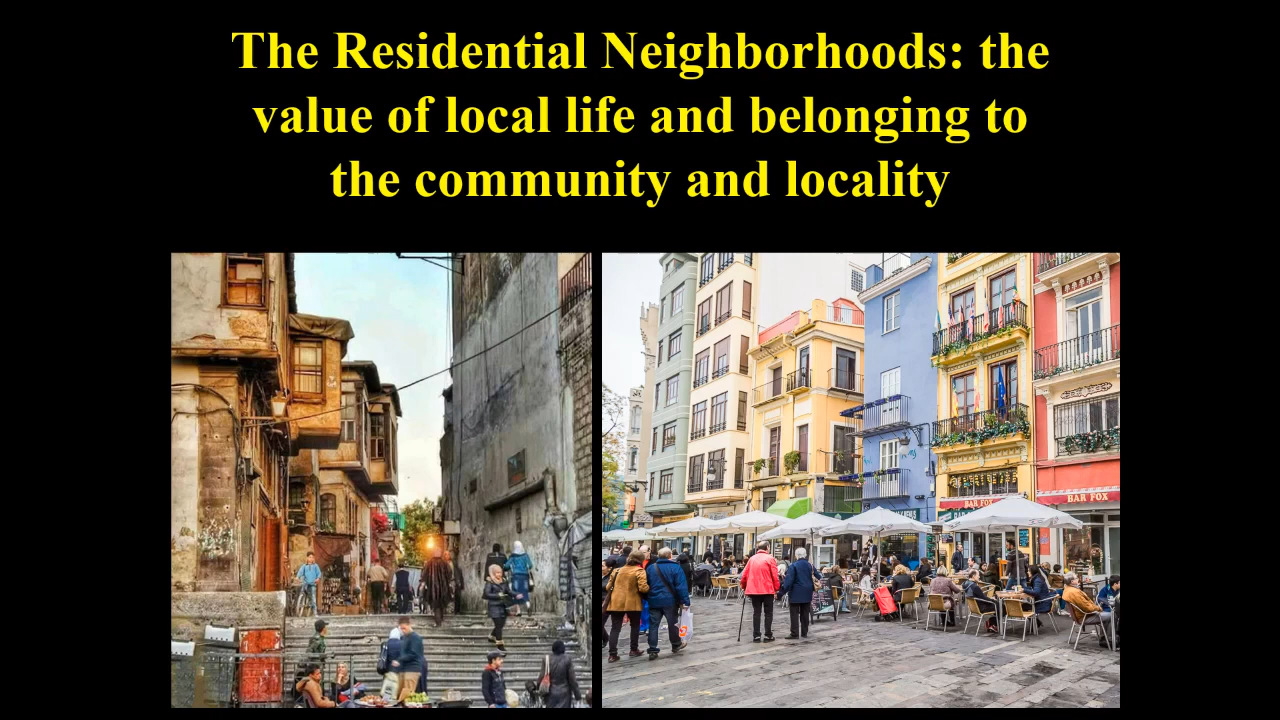 The Residential Neighborhoods: the
value of local life and belonging to
the community and locality
BAR FOX
BAR FOX